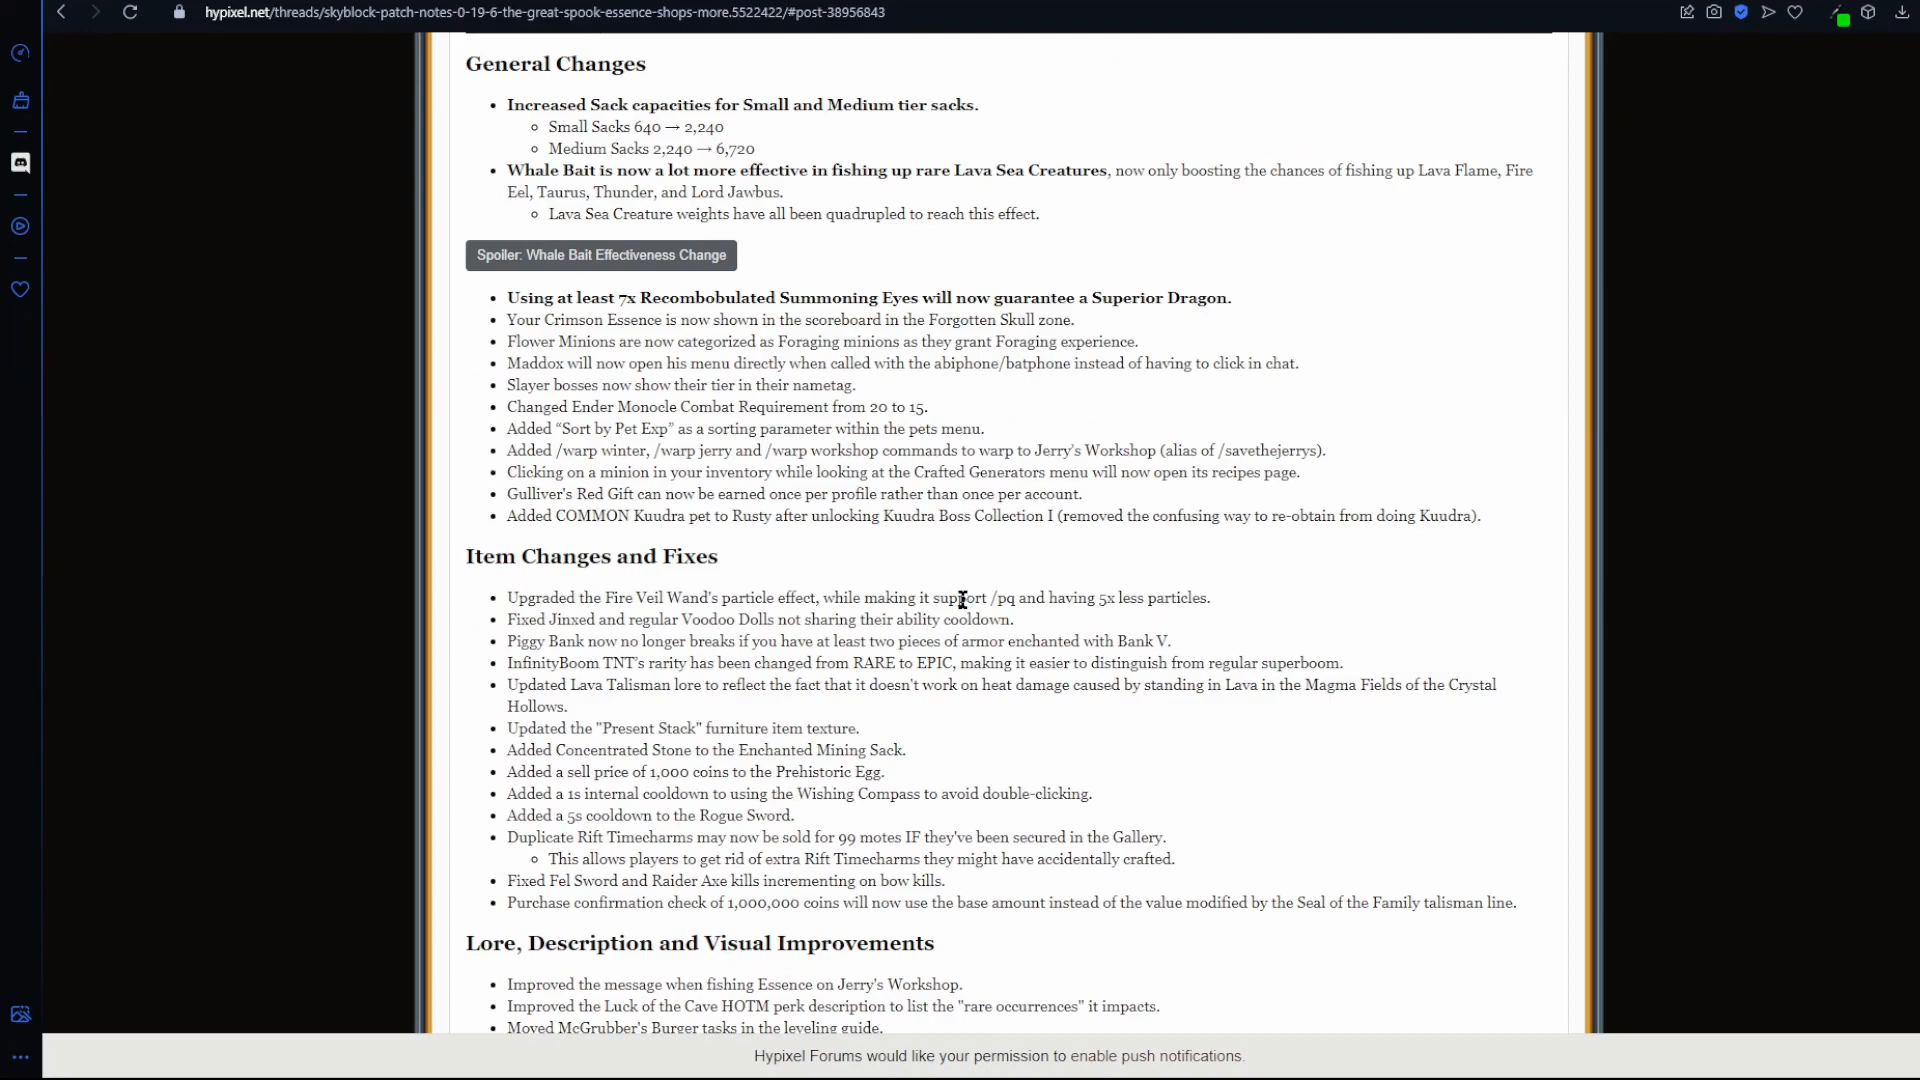 hypixel.net/threads/skyblock-patch-notes-0-19-6-the-great-spook-essence-shops-more.5522422/#post-38956843
General Changes
Increased Sack capacities for Small and Medium tier sacks.
Small Sacks 640 → 2,240
Medium Sacks 2,240 → 6,720
Whale Bait is now a lot more effective in fishing up rare Lava Sea Creatures, now only boosting the chances of fishing up Lava Flame, Fire
Eel, Taurus, Thunder, and Lord Jawbus.
Lava Sea Creature weights have all been quadrupled to reach this effect.
Spoiler: Whale Bait Effectiveness Change
Using at least 7x Recombobulated Summoning Eyes will now guarantee a Superior Dragon.
Your Crimson Essence is now shown in the scoreboard in the Forgotten Skull zone.
Flower Minions are now categorized as Foraging minions as they grant Foraging experience.
Maddox will now open his menu directly when called with the abiphone/batphone instead of having to click in chat.
Slayer bosses now show their tier in their nametag.
Changed Ender Monocle Combat Requirement from 20 to 15.
Added “Sort by Pet Exp” as a sorting parameter within the pets menu.
Added /warp winter, /warp jerry and /warp workshop commands to warp to Jerry's Workshop (alias of /savethejerrys).
Clicking on a minion in your inventory while looking at the Crafted Generators menu will now open its recipes page.
Gulliver's Red Gift can now be earned once per profile rather than once per account.
Added COMMON Kuudra pet to Rusty after unlocking Kuudra Boss Collection I (removed the confusing way to re-obtain from doing Kuudra).
Item Changes and Fixes
Upgraded the Fire Veil Wand's particle effect, while making it support /pq and having 5x less particles.
Fixed Jinxed and regular Voodoo Dolls not sharing their ability cooldown.
Piggy Bank now no longer breaks if you have at least two pieces of armor enchanted with Bank V.
InfinityBoom TNT’s rarity has been changed from RARE to EPIC, making it easier to distinguish from regular superboom.
Updated Lava Talisman lore to reflect the fact that it doesn't work on heat damage caused by standing in Lava in the Magma Fields of the Crystal
Hollows.
Updated the "Present Stack" furniture item texture.
Added Concentrated Stone to the Enchanted Mining Sack.
Added a sell price of 1,000 coins to the Prehistoric Egg.
Added a 1s internal cooldown to using the Wishing Compass to avoid double-clicking.
Added a 5s cooldown to the Rogue Sword.
Duplicate Rift Timecharms may now be sold for 99 motes IF they've been secured in the Gallery.
This allows players to get rid of extra Rift Timecharms they might have accidentally crafted.
Fixed Fel Sword and Raider Axe kills incrementing on bow kills.
Purchase confirmation check of 1,000,000 coins will now use the base amount instead of the value modified by the Seal of the Family talisman line.
Lore, Description and Visual Improvements
Improved the message when fishing Essence on Jerry's Workshop.
Improved the Luck of the Cave HOTM perk description to list the "rare occurrences" it impacts.
Moved McGrubber's Burger tasks in the leveling guide.
Hypixel Forums would like your permission to enable push notifications.